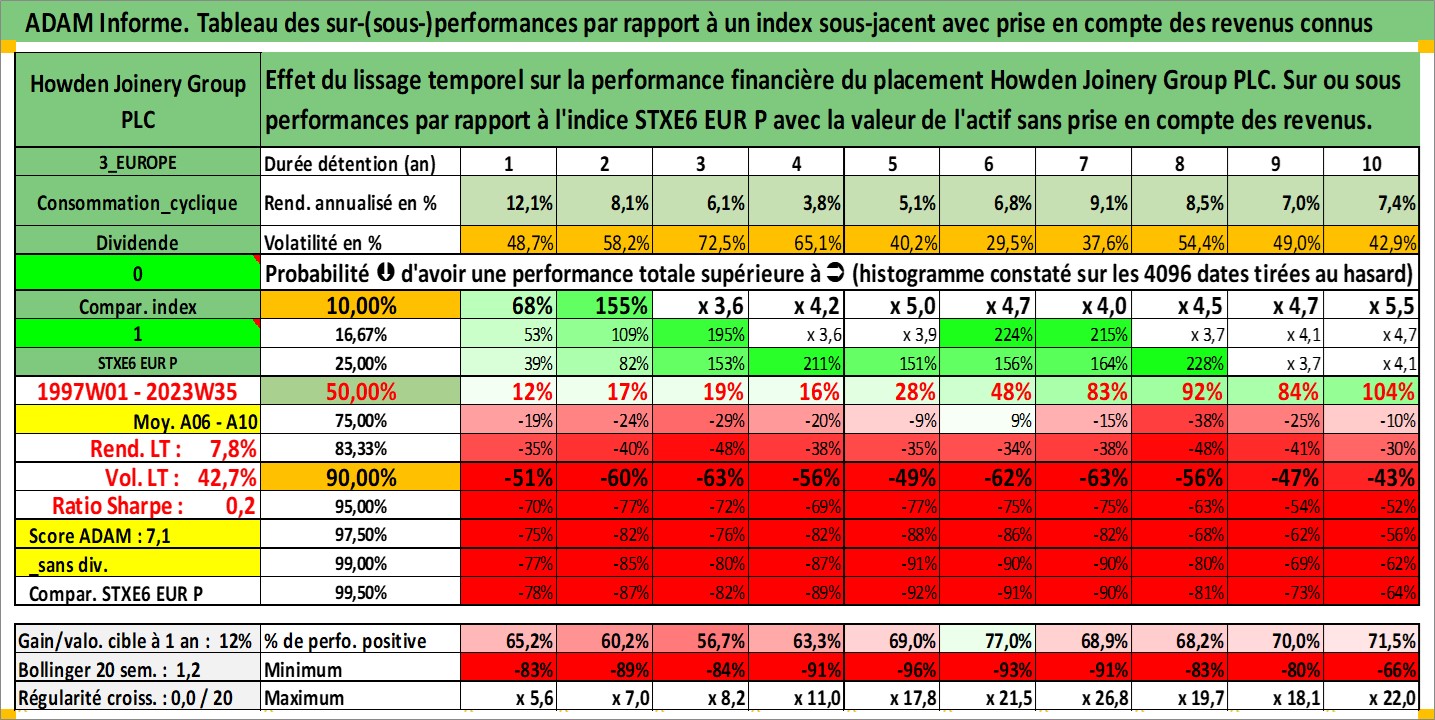 ADAM Informe. Tableau des sur-(sous-)performances par rapport à un index sous-jacent avec prise en compte des revenus connus
Howden Joinery Group PLC
Effet du lissage temporel sur la performance financière du placement Howden Joinery Group PLC. Sur ou sous
performances par rapport à l'indice STXE6 EUR P avec la valeur de l'actif sans prise en compte des revenus.
3_EUROPE Durée détention (an) 1 2 3 4 5 6 7 8 9 10
Consommation_cyclique Rend. annualisé en % 12,1% 8,1% 6,1% 3,8% 5,1% 6,8% 9,1% 8,5% 7,0% 7,4%
Dividende Volatilité en % 48,7% 58,2% 72,5% 65,1% 40,2% 29,5% 37,6% 54,4% 49,0% 42,9%
0 Probabilité d'avoir une performance totale supérieure à (histogramme constaté sur les 4096 dates tirées au hasard)
Compar. index 10,00% 68% 155% x 3,6 x 4,2 x 5,0 x 4,7 x 4,0 x 4,5 x 4,7 x 5,5
1 16,67% 53% 109% 195% x 3,6 x 3,9 224% 215% x 3,7 x 4,1 x 4,7
STXE6 EUR P 25,00% 39% 82% 153% 211% 151% 156% 164% 228% x 3,7 x 4,1
1997W01 - 2023W35 50,00% 12% 17% 19% 16% 28% 48% 83% 92% 84% 104%
Moy. A06 - A10 75,00% -19% -24% -29% -20% -9% 9% -15% -38% -25% -10%
Rend. LT : 7,8% 83,33% -35% -40% -48% -38% -35% -34% -38% -48% -41% -30%
Vol. LT : 42,7% 90,00% -51% -60% -63% -56% -49% -62% -63% -56% -47% -43%
Ratio Sharpe : 0,2 95,00% -70% -77% -72% -69% -77% -75% -75% -63% -54% -52%
Score ADAM : 7,1 97,50% -75% -82% -76% -82% -88% -86% -82% -68% -62% -56%
_sans div. 99,00% -77% -85% -80% -87% -91% -90% -90% -80% -69% -62%
Compar. STXE6 EUR P 99,50% -78% -87% -82% -89% -92% -91% -90% -81% -73% -64%
Gain/valo. cible à 1 an : 12% % de perfo. positive 65,2% 60,2% 56,7% 63,3% 69,0% 77,0% 68,9% 68,2% 70,0% 71,5%
Bollinger 20 sem. : 1,2 Minimum -83% -89% -84% -91% -96% -93% -91% -83% -80% -66%
Régularité croiss. : 0,0 / 20 Maximum x 5,6 x 7,0 x 8,2 x 11,0 x 17,8 x 21,5 x 26,8 x 19,7 x 18,1 x 22,0